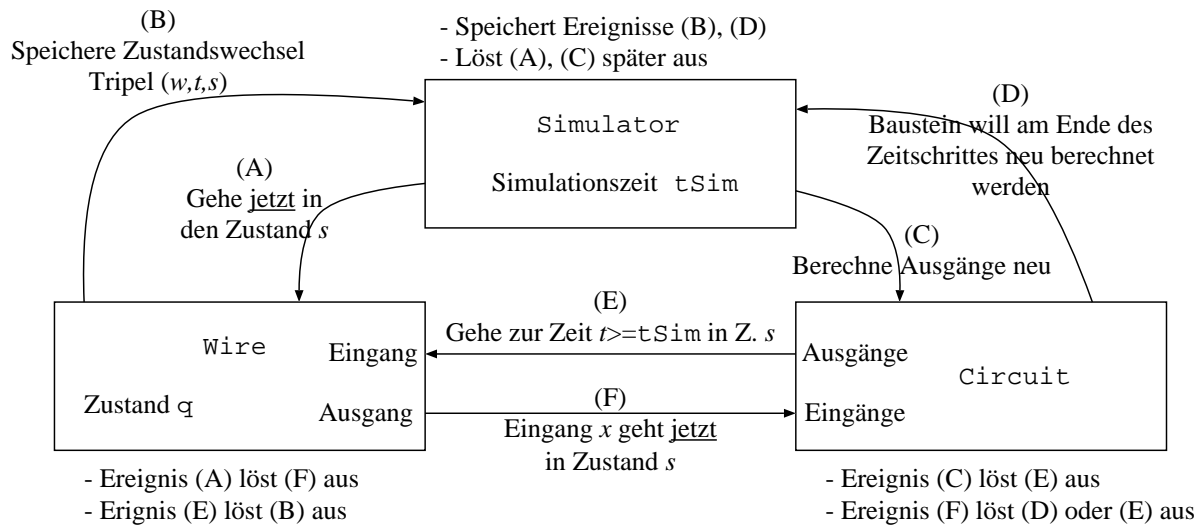 (B)
Speichere Zustandswechsel
Tripel (w,t,s)
- Speichert Ereignisse (B), (D)
- Löst (A), (C) später aus
Simulator
Simulationszeit tSim
(D)
Baustein will am Ende des
Zeitschrittes neu berechnet
werden
(A)
Gehe jetzt in
den Zustand s
(C)
Berechne Ausgänge neu
Wire
Zustand q
Eingang
Ausgang
(E)
Gehe zur Zeit t>=tSim in Z. s
(F)
Eingang x geht jetzt
in Zustand s
Ausgänge
Circuit
Eingänge
- Ereignis (A) löst (F) aus
- Erignis (E) löst (B) aus
- Ereignis (C) löst (E) aus
- Ereignis (F) löst (D) oder (E) aus